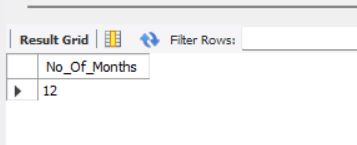 Result Grid Filter Rows:
No_Of_Months
12